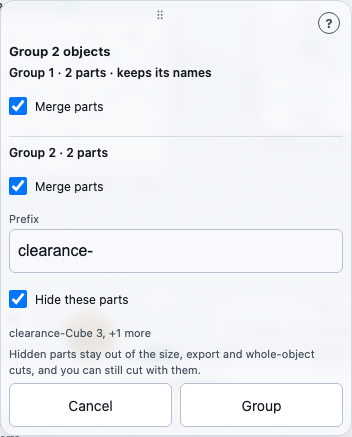 ?
Group 2 objects
Group 1 · 2 parts · keeps its names
Merge parts
Group 2 · 2 parts
Merge parts
Prefix
clearance-
Hide these parts
clearance-Cube 3, +1 more
Hidden parts stay out of the size, export and whole-object
cuts, and you can still cut with them.
Cancel
Group